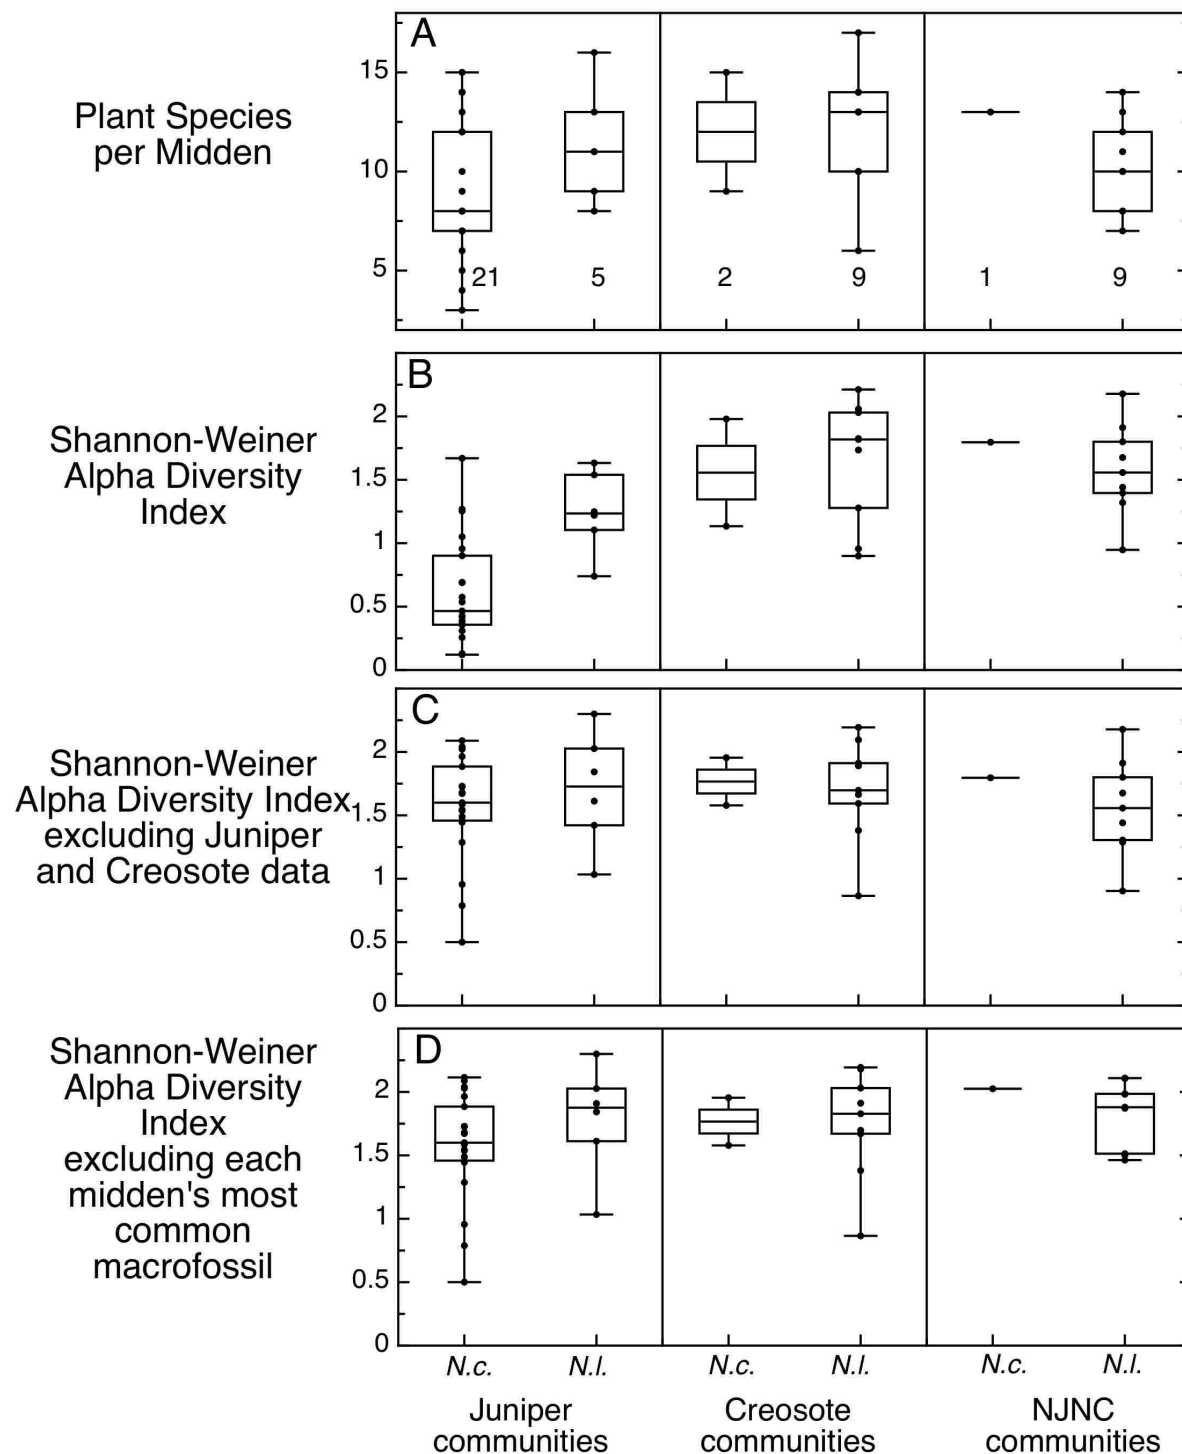 A
Plant Species
per Midden
15
10
5
21
5
2
9
1
9
B
Shannon-Weiner
Alpha Diversity
Index
2
1.5
1
0.5
0
C
Shannon-Weiner
Alpha Diversity Index
excluding Juniper
and Creosote data
2
1.5
1
0.5
0
D
Shannon-Weiner
Alpha Diversity
Index
excluding each
midden's most
common
macrofossil
2
1.5
1
0.5
0
N.c.
N.l.
N.c.
N.l.
N.c.
N.l.
Juniper
communities
Creosote
communities
NJNC
communities